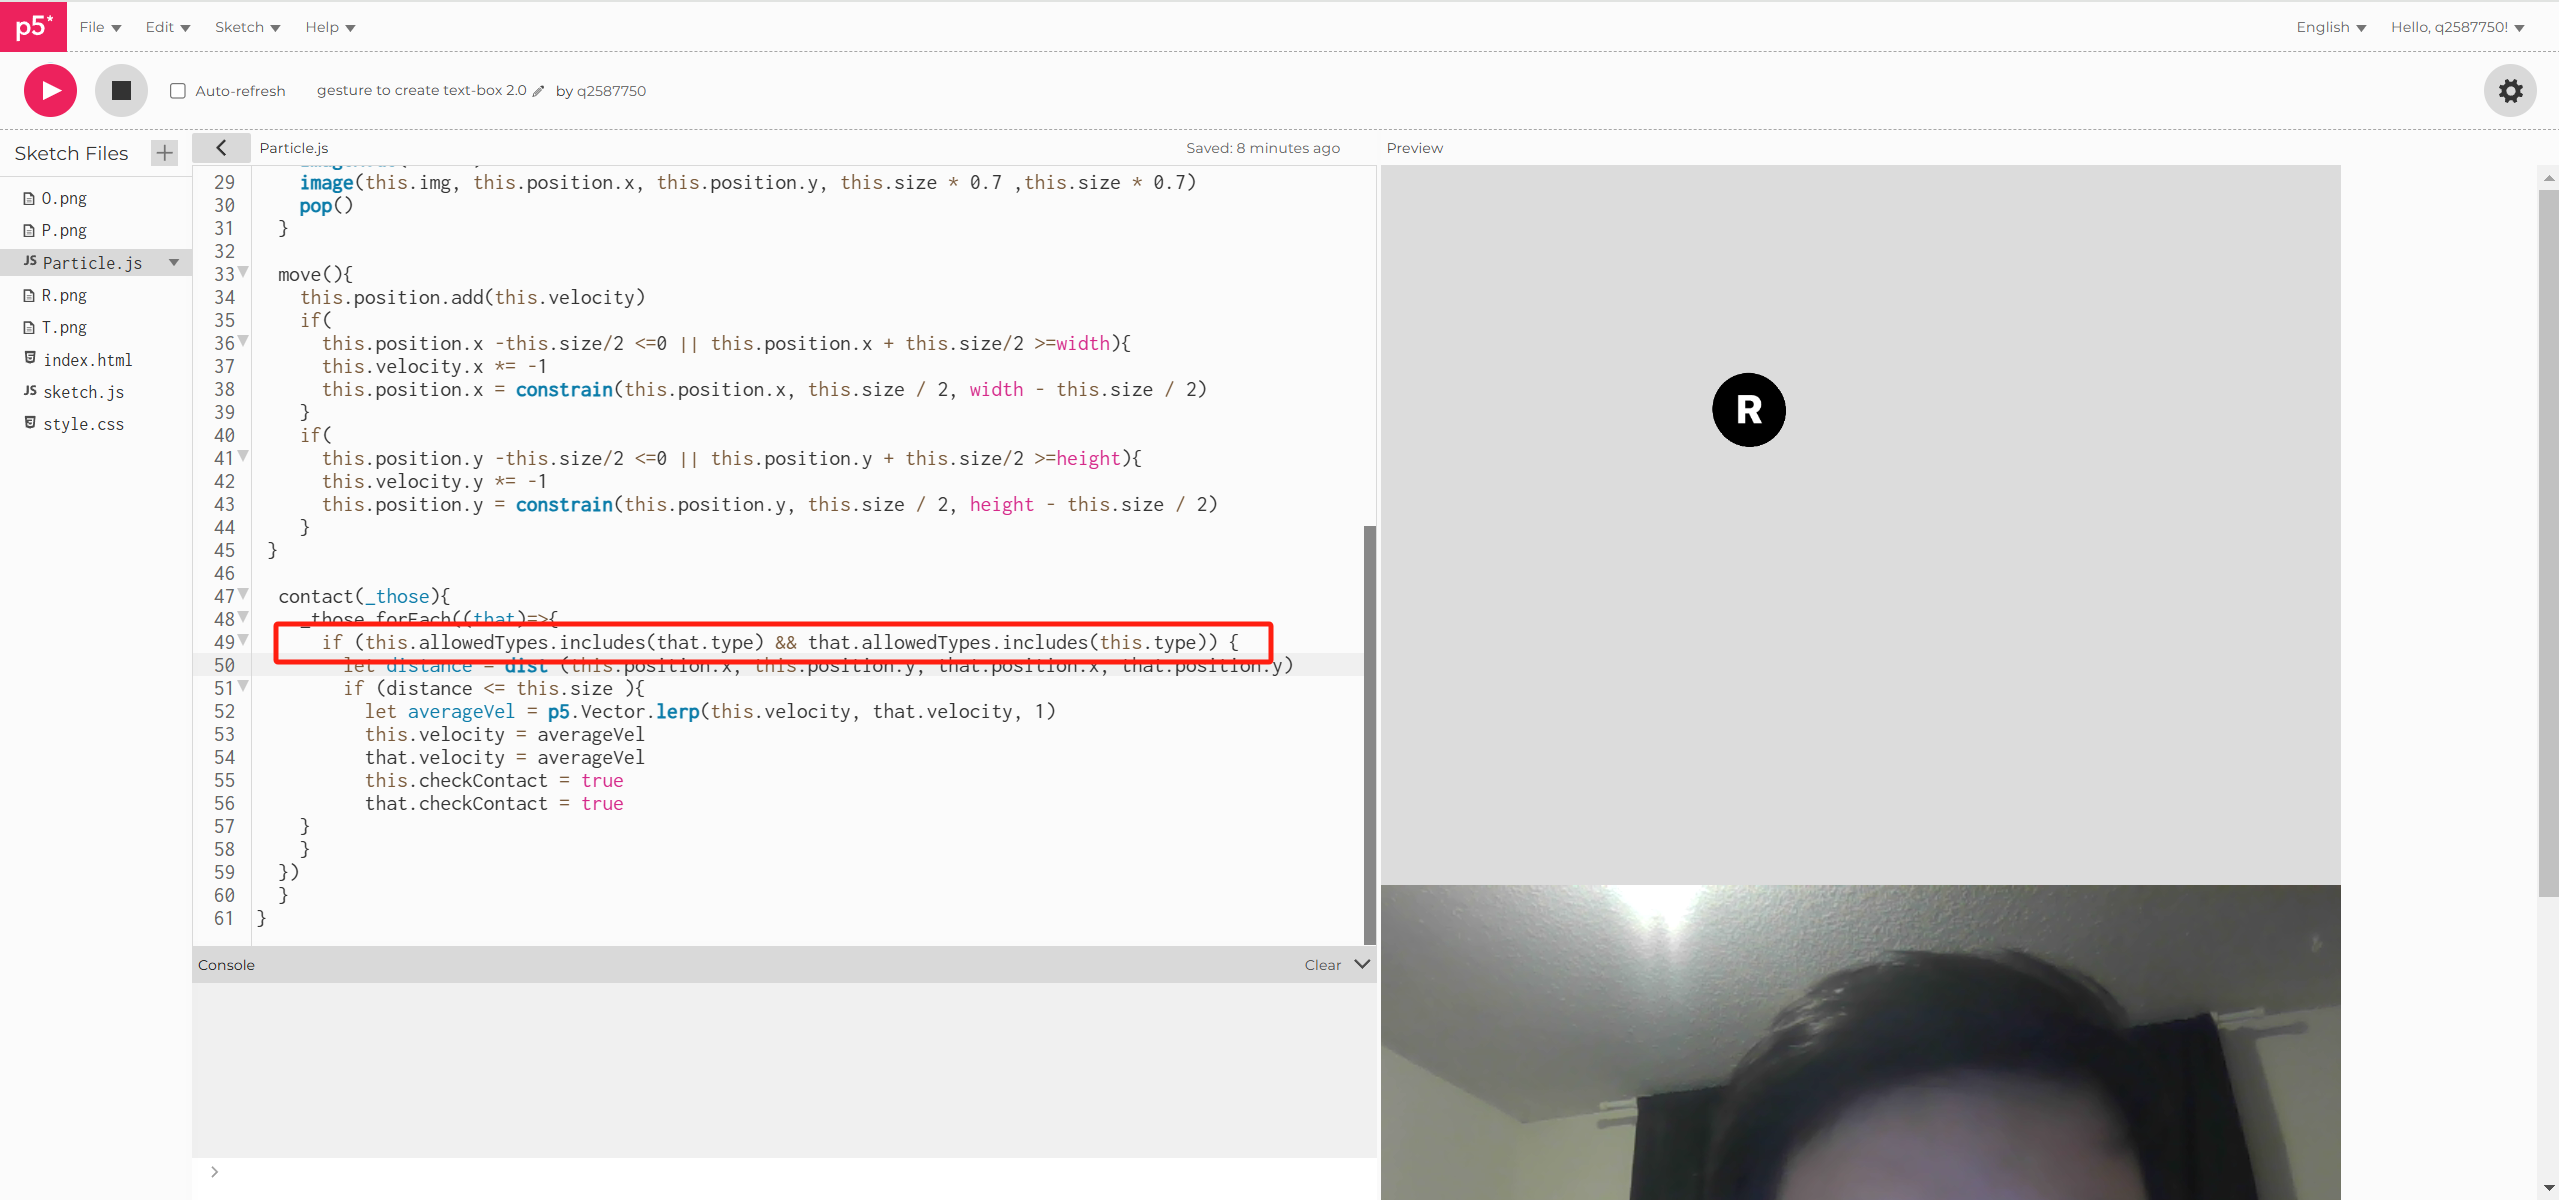 p5*
File Edit Sketch Help
English Hello, q2587750!
Auto-refresh gesture to create text-box 2.0 by q2587750
Sketch Files
O.png
P.png
Particle.js
R.png
T.png
index.html
sketch.js
style.css
Particle.js Saved: 8 minutes ago
29 image(this.img, this.position.x, this.position.y, this.size * 0.7 ,this.size * 0.7)
30 pop()
31 }
32
33 move(){
34 this.position.add(this.velocity)
35 if(
36 this.position.x -this.size/2 <=0 || this.position.x + this.size/2 >=width){
37 this.velocity.x *= -1
38 this.position.x = constrain(this.position.x, this.size / 2, width - this.size / 2)
39 }
40 if(
41 this.position.y -this.size/2 <=0 || this.position.y + this.size/2 >=height){
42 this.velocity.y *= -1
43 this.position.y = constrain(this.position.y, this.size / 2, height - this.size / 2)
44 }
45 }
46
47 contact(_those){
48 _those.forEach((that)=>{
49 if (this.allowedTypes.includes(that.type) && that.allowedTypes.includes(this.type)) {
50 let distance = dist (this.position.x, this.position.y, that.position.x, that.position.y)
51 if (distance <= this.size ){
52 let averageVel = p5.Vector.lerp(this.velocity, that.velocity, 1)
53 this.velocity = averageVel
54 that.velocity = averageVel
55 this.checkContact = true
56 that.checkContact = true
57 }
58 }
59 })
60 }
61 }
Console Clear
>
Preview
R